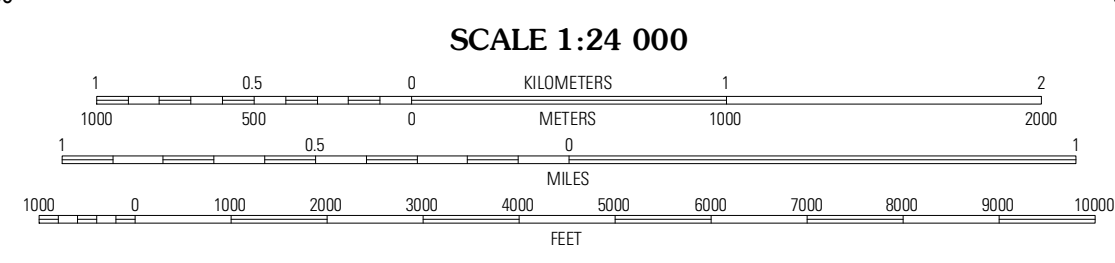 SCALE 1:24 000
1 0.5 0 KILOMETERS 1 2
1000 500 0 METERS 1000 2000
1 0.5 0 1
MILES
1000 0 1000 2000 3000 4000 5000 6000 7000 8000 9000 10000
FEET